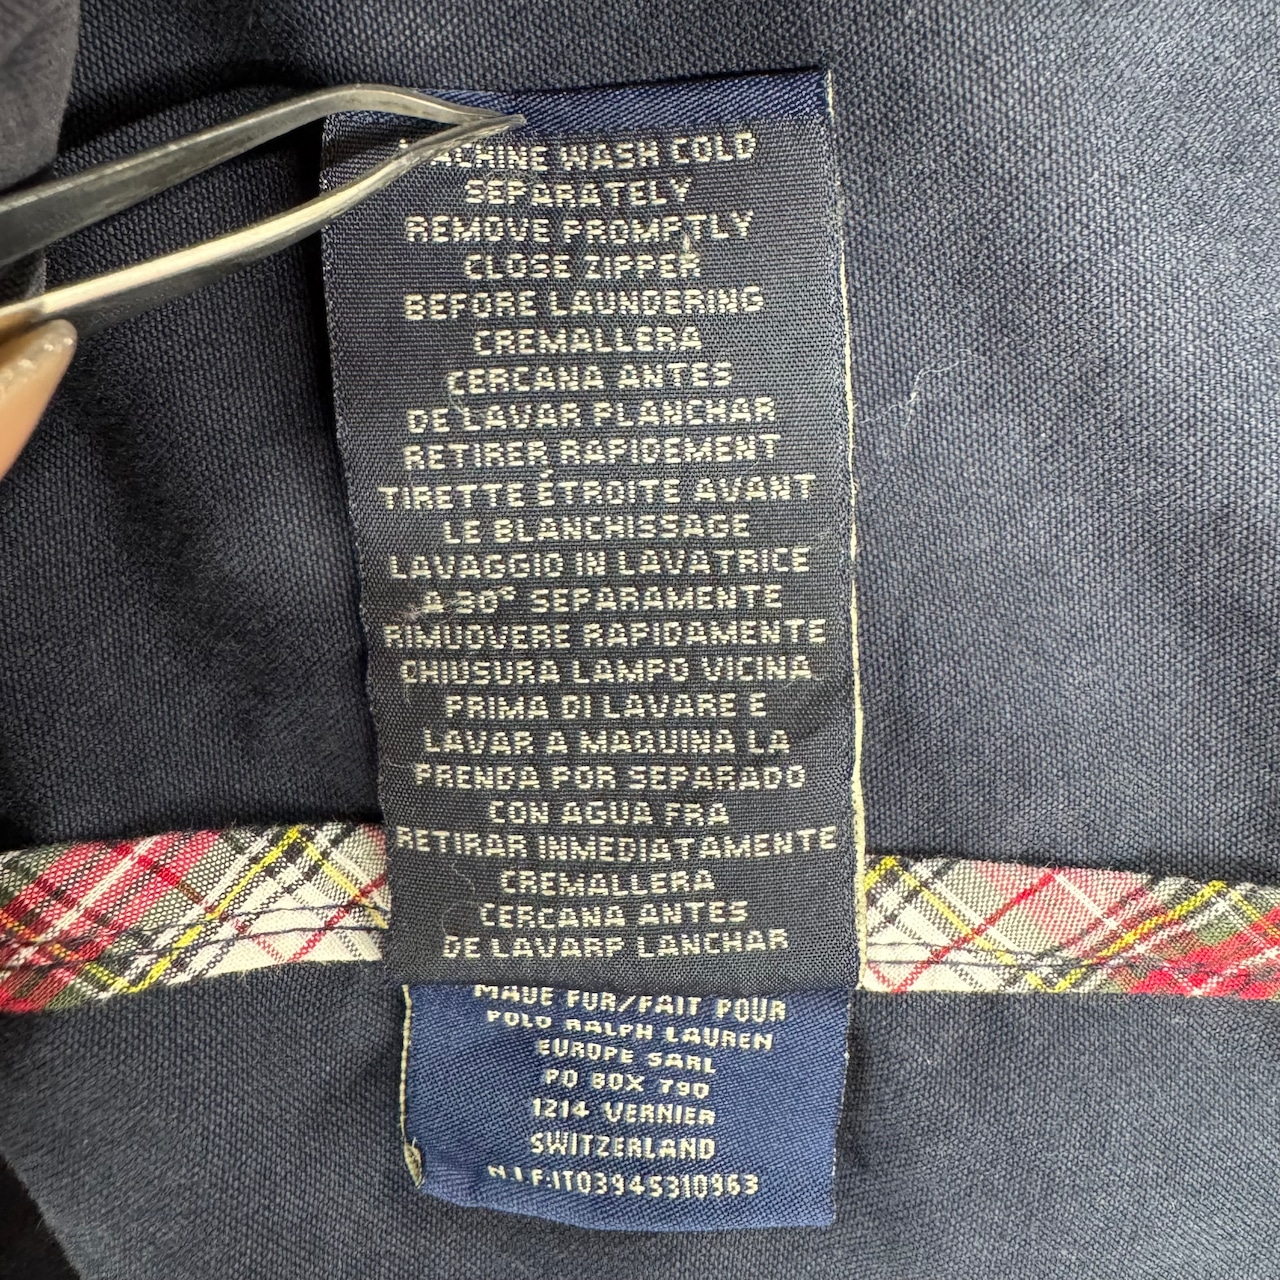 MACHINE WASH COLD
SEPARATELY
REMOVE PROMPTLY
CLOSE ZIPPER
BEFORE LAUNDERING
CREMALLERA
CERCANA ANTES
DE LAVAR PLANCHAR
RETIRER RAPIDEMENT
TIRETTE ÉTROITE AVANT
LE BLANCHISSAGE
LAVAGGIO IN LAVATRICE
A 30° SEPARAMENTE
RIMUOVERE RAPIDAMENTE
CHIUSURA LAMPO VICINA
PRIMA DI LAVARE E
LAVAR A MAQUINA LA
PRENDA POR SEPARADO
CON AGUA FRA
RETIRAR INMEDIATAMENTE
CREMALLERA
CERCANA ANTES
DE LAVARP LANCHAR
MADE FUR/FAIT POUR
POLO RALPH LAUREN
EUROPE SARL
PO BOX 790
1214 VERNIER
SWITZERLAND
N.I.F:IT03945310963